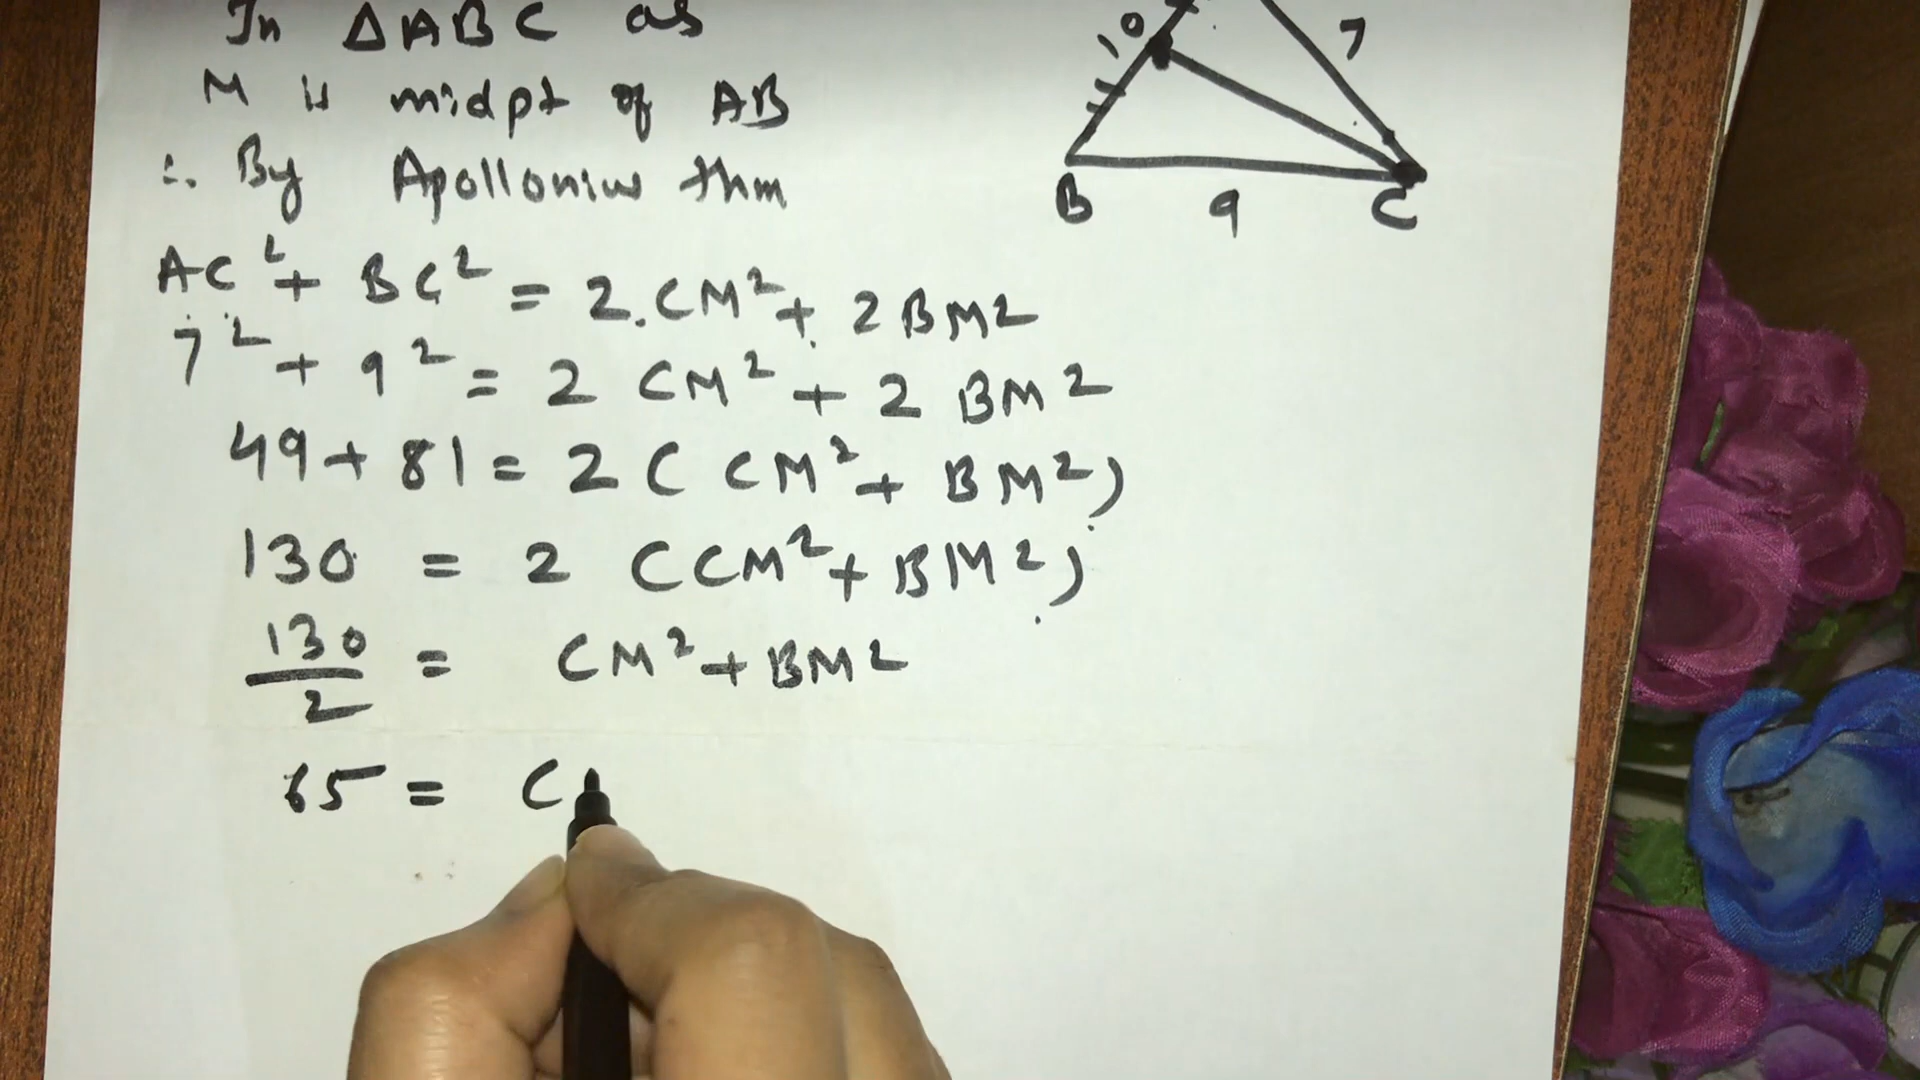 In △ABC as
M is midpt of AB
∴ By Apollonius thm
AC² + BC² = 2.CM² + 2BM²
7² + 9² = 2 CM² + 2 BM²
49 + 81 = 2 ( CM² + BM²)
130 = 2 (CM² + BM²)
130/2 = CM² + BM²
65 = C
10
7
B
9
C